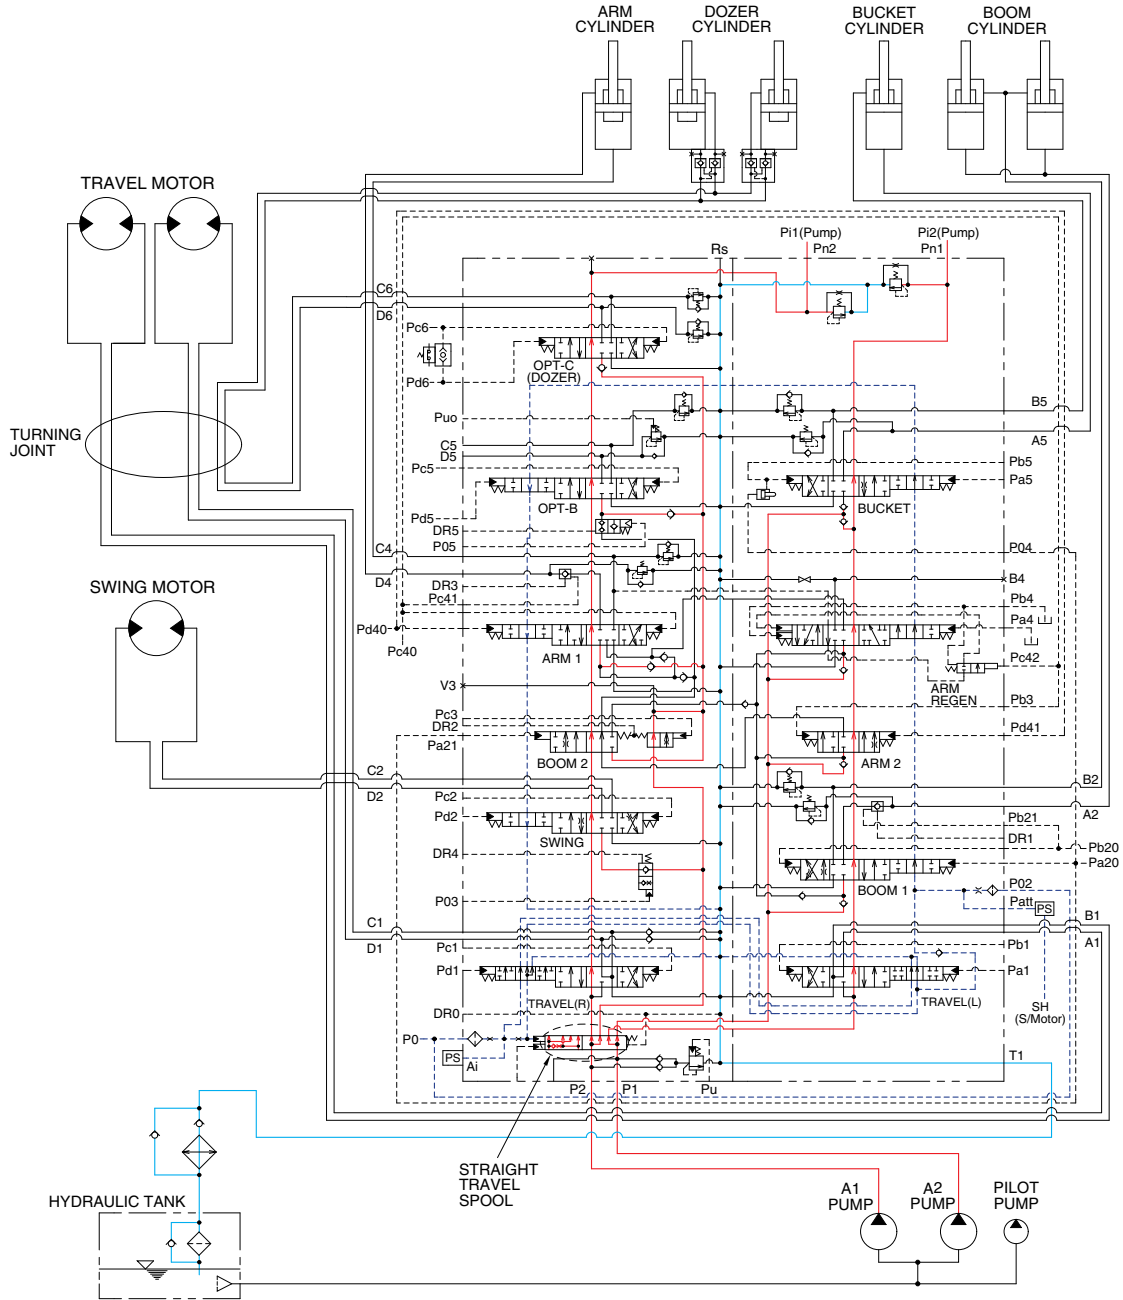 ARM
CYLINDER
DOZER
CYLINDER
BUCKET
CYLINDER
BOOM
CYLINDER
TRAVEL MOTOR
Rs
Pi1(Pump)
Pn2
Pi2(Pump)
Pn1
C6
D6
Pc6
OPT-C
(DOZER)
Pd6
TURNING
JOINT
Puo
B5
A5
C5
D5
Pc5
Pb5
Pa5
OPT-B
BUCKET
Pd5
DR5
P05
P04
C4
D4
DR3
Pc41
B4
SWING MOTOR
Pb4
Pa4
Pd40
Pc40
ARM 1
Pc42
ARM
REGEN
V3
Pb3
Pc3
DR2
Pa21
Pd41
BOOM 2
ARM 2
C2
D2
B2
A2
Pc2
Pd2
SWING
Pb21
DR1
Pb20
Pa20
DR4
BOOM 1
P03
P02
Patt
PS
C1
D1
B1
A1
Pc1
Pd1
Pb1
Pa1
TRAVEL(R)
TRAVEL(L)
SH
(S/Motor)
DR0
P0
PS
Ai
T1
P2
P1
Pu
STRAIGHT
TRAVEL
SPOOL
HYDRAULIC TANK
A1
PUMP
A2
PUMP
PILOT
PUMP